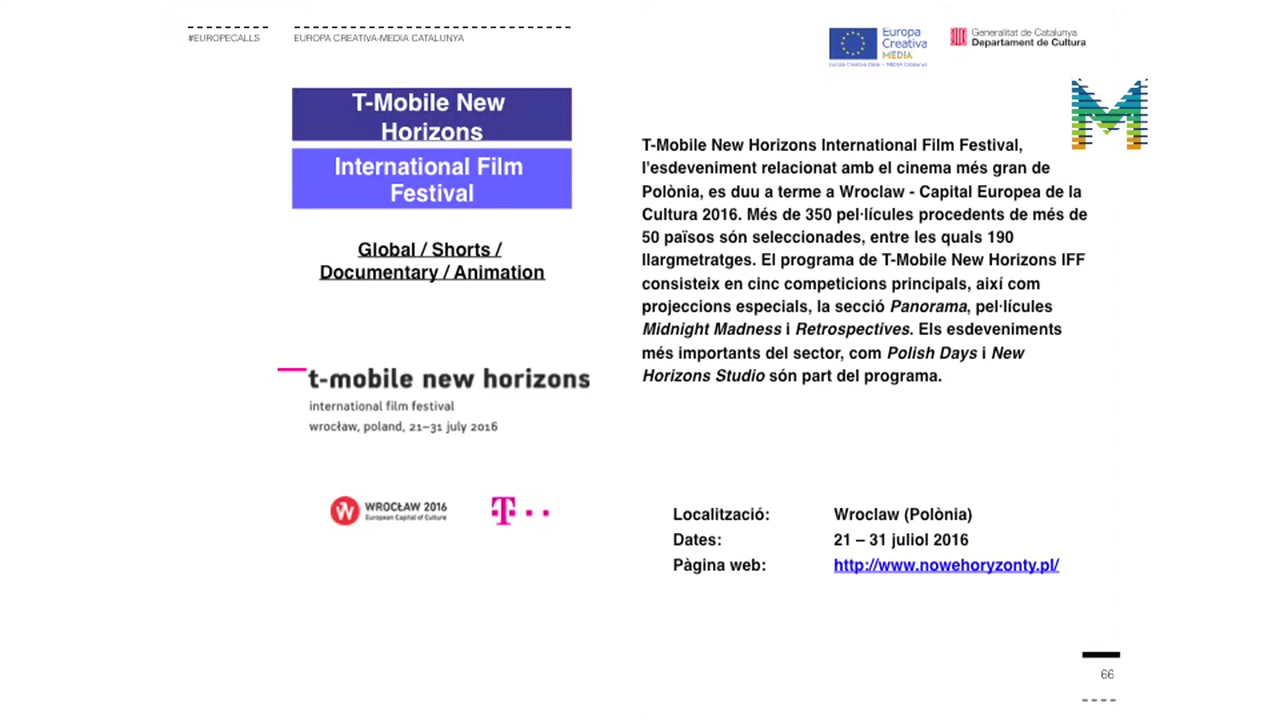 #EUROPECALLS
EUROPA CREATIVA-MEDIA CATALUNYA
Europa
Creativa
MEDIA
Europa Creativa Desk - MEDIA Catalunya
Generalitat de Catalunya
Departament de Cultura
M
T-Mobile New
Horizons
International Film
Festival
Global / Shorts /
Documentary / Animation
t-mobile new horizons
international film festival
wrocław, poland, 21–31 july 2016
W
WROCŁAW 2016
European Capital of Culture
T
T-Mobile New Horizons International Film Festival,
l'esdeveniment relacionat amb el cinema més gran de
Polònia, es duu a terme a Wroclaw - Capital Europea de la
Cultura 2016. Més de 350 pel·lícules procedents de més de
50 països són seleccionades, entre les quals 190
llargmetratges. El programa de T-Mobile New Horizons IFF
consisteix en cinc competicions principals, així com
projeccions especials, la secció Panorama, pel·lícules
Midnight Madness i Retrospectives. Els esdeveniments
més importants del sector, com Polish Days i New
Horizons Studio són part del programa.
Localització: Wroclaw (Polònia)
Dates: 21 – 31 juliol 2016
Pàgina web: http://www.nowehoryzonty.pl/
66